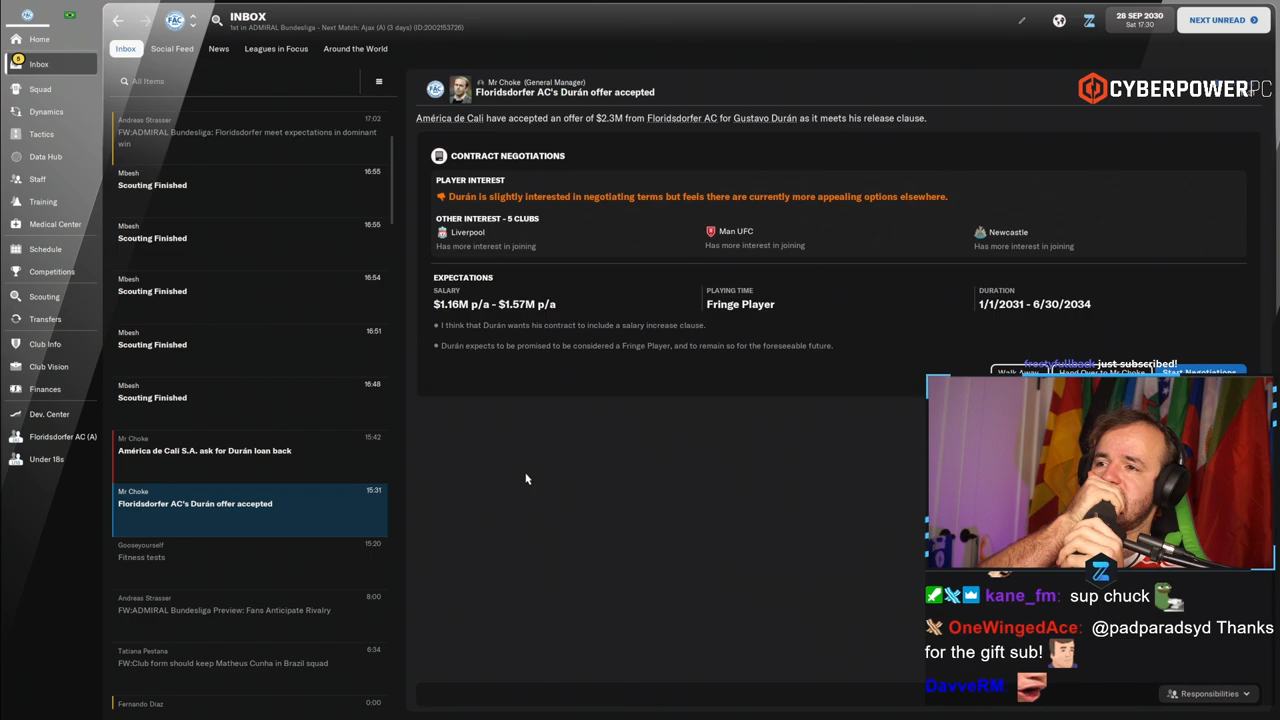 INBOX
1st in ADMIRAL Bundesliga - Next Match: Ajax (A) (3 days) (ID:2002153726)
28 SEP 2030
Sat 17:30
NEXT UNREAD
Inbox
Social Feed
News
Leagues in Focus
Around the World
Home
5
Inbox
Squad
Dynamics
Tactics
Data Hub
Staff
Training
Medical Center
Schedule
Competitions
Scouting
Transfers
Club Info
Club Vision
Finances
Dev. Center
Floridsdorfer AC (A)
Under 18s
All Items
Andreas Strasser 17:02
FW:ADMIRAL Bundesliga: Floridsdorfer meet expectations in dominant
win
Mbesh 16:55
Scouting Finished
Mbesh 16:55
Scouting Finished
Mbesh 16:54
Scouting Finished
Mbesh 16:51
Scouting Finished
Mbesh 16:48
Scouting Finished
Mr Choke 15:42
América de Cali S.A. ask for Durán loan back
Mr Choke 15:31
Floridsdorfer AC's Durán offer accepted
Gooseyourself 15:20
Fitness tests
Andreas Strasser 8:00
FW:ADMIRAL Bundesliga Preview: Fans Anticipate Rivalry
Tatiana Pestana 6:34
FW:Club form should keep Matheus Cunha in Brazil squad
Fernando Diaz 0:00
Mr Choke (General Manager)
Floridsdorfer AC's Durán offer accepted
CYBERPOWERPC
América de Cali have accepted an offer of $2.3M from Floridsdorfer AC for Gustavo Durán as it meets his release clause.
CONTRACT NEGOTIATIONS
PLAYER INTEREST
Durán is slightly interested in negotiating terms but feels there are currently more appealing options elsewhere.
OTHER INTEREST - 5 CLUBS
Liverpool
Has more interest in joining
Man UFC
Has more interest in joining
Newcastle
Has more interest in joining
EXPECTATIONS
SALARY
$1.16M p/a - $1.57M p/a
PLAYING TIME
Fringe Player
DURATION
1/1/2031 - 6/30/2034
I think that Durán wants his contract to include a salary increase clause.
Durán expects to be promised to be considered a Fringe Player, and to remain so for the foreseeable future.
frostyfullback just subscribed!
Walk Away
Hand Over to Mr Choke
Start Negotiations
kane_fm: sup chuck
OneWingedAce: @padparadsyd Thanks
for the gift sub!
DavveRM:
Responsibilities